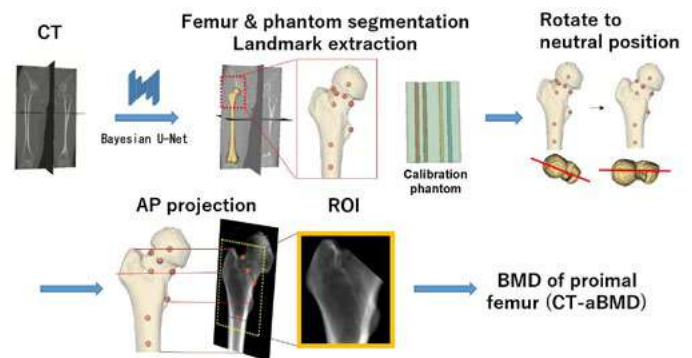 CT
Bayesian U-Net
Femur & phantom segmentation
Landmark extraction
Calibration
phantom
Rotate to
neutral position
AP projection
ROI
BMD of proimal
femur (CT-aBMD)